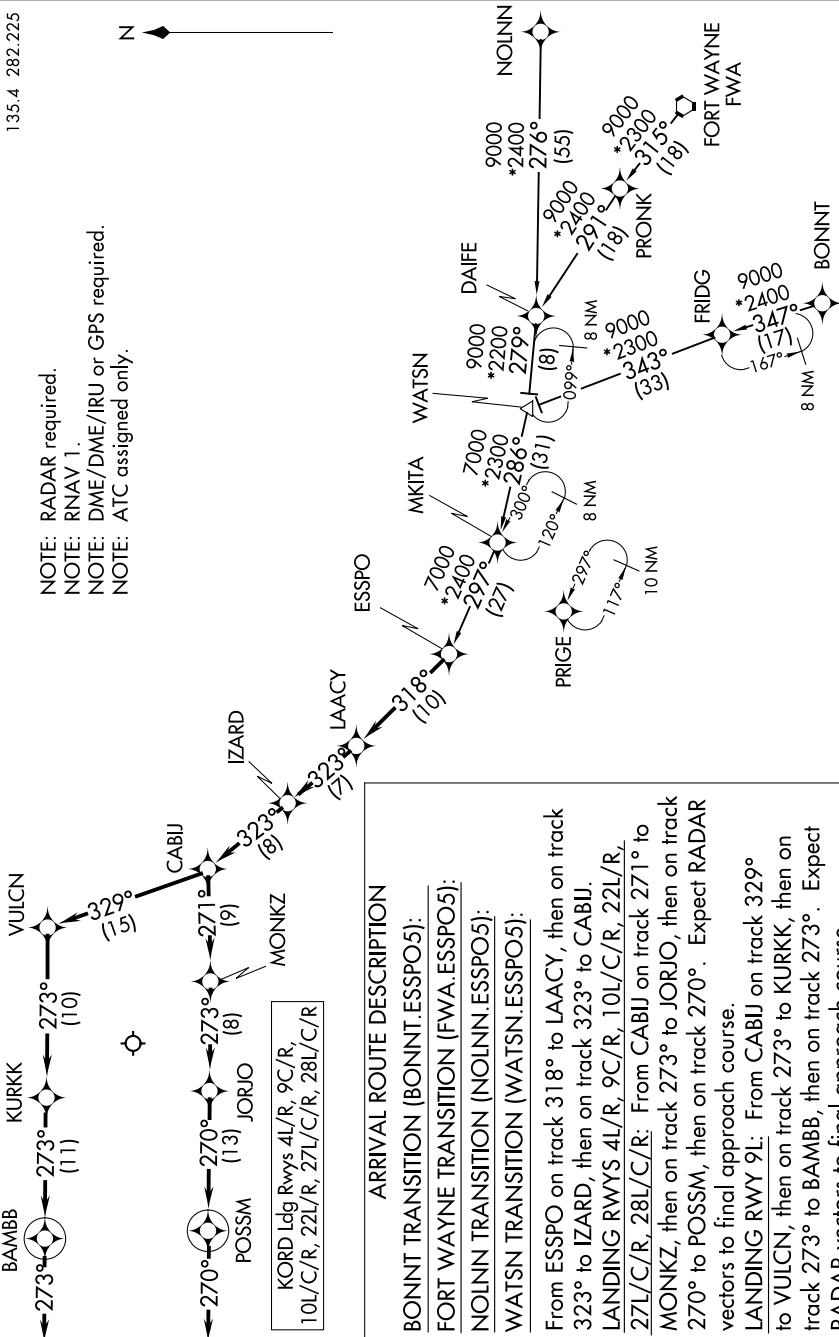 135.4 282.225
NOTE: RADAR required.
NOTE: RNAV 1.
NOTE: DME/DME/IRU or GPS required.
NOTE: ATC assigned only.
N
NOLNN
9000
*2400
276°
(55)
FORT WAYNE
FWA
9000
*2300
315°
(18)
PRONK
9000
*2400
291°
(18)
DAIFE
9000
*2200
279°
(8)
8 NM
099°
WATSN
BONNT
9000
*2400
347°
(17)
FRIDG
167°
8 NM
9000
*2300
343°
(33)
7000
*2300
286°
(31)
MKITA
300°
120°
8 NM
7000
*2400
297°
(27)
PRIGE
297°
117°
10 NM
ESSPO
318°
(10)
LAACY
323°
(7)
IZARD
323°
(8)
CABIJ
329°
(15)
VULCN
273°
(10)
KURKK
273°
(11)
BAMBB
273°
271°
(9)
MONKZ
273°
(8)
JORJO
270°
(13)
POSSM
270°
KORD Ldg Rwys 4L/R, 9C/R,
10L/C/R, 22L/R, 27L/C/R, 28L/C/R
ARRIVAL ROUTE DESCRIPTION
BONNT TRANSITION (BONNT.ESSPO5):
FORT WAYNE TRANSITION (FWA.ESSPO5):
NOLNN TRANSITION (NOLNN.ESSPO5):
WATSN TRANSITION (WATSN.ESSPO5):
From ESSPO on track 318° to LAACY, then on track
323° to IZARD, then on track 323° to CABIJ.
LANDING RWYS 4L/R, 9C/R, 10L/C/R, 22L/R,
27L/C/R, 28L/C/R: From CABIJ on track 271° to
MONKZ, then on track 273° to JORJO, then on track
270° to POSSM, then on track 270°. Expect RADAR
vectors to final approach course.
LANDING RWY 9L: From CABIJ on track 329°
to VULCN, then on track 273° to KURKK, then on
track 273° to BAMBB, then on track 273°. Expect
RADAR vectors to final approach course.